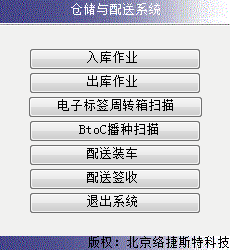 仓储与配送系统
入库作业
出库作业
电子标签周转箱扫描
BtoC播种扫描
配送装车
配送签收
退出系统
版权：北京络捷斯特科技